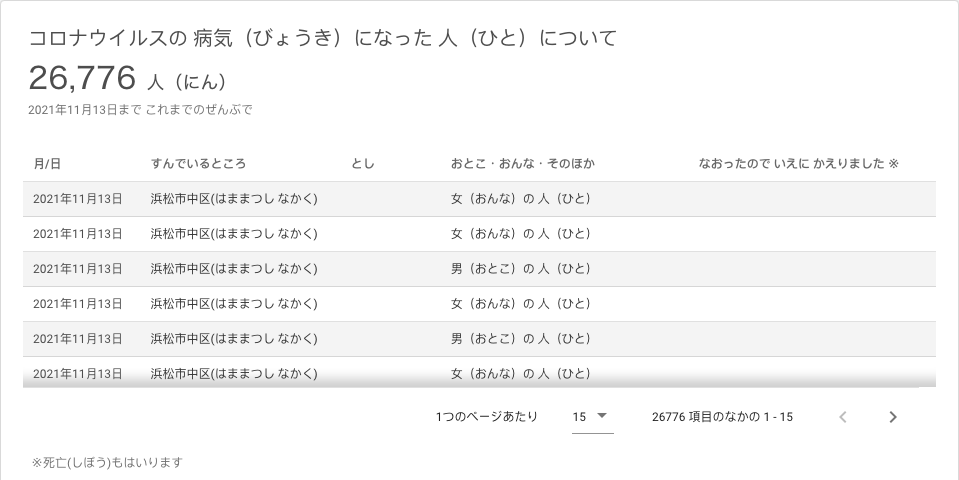 コロナウイルスの 病気（びょうき）になった 人（ひと）について
26,776 人（にん）
2021年11月13日まで これまでのぜんぶで
月/日 すんでいるところ とし おとこ・おんな・そのほか なおったので いえに かえりました ※
2021年11月13日 浜松市中区(はままつし なかく) 女（おんな）の 人（ひと）
2021年11月13日 浜松市中区(はままつし なかく) 女（おんな）の 人（ひと）
2021年11月13日 浜松市中区(はままつし なかく) 男（おとこ）の 人（ひと）
2021年11月13日 浜松市中区(はままつし なかく) 女（おんな）の 人（ひと）
2021年11月13日 浜松市中区(はままつし なかく) 男（おとこ）の 人（ひと）
2021年11月13日 浜松市中区(はままつし なかく) 女（おんな）の 人（ひと）
1つのページあたり 15 26776 項目のなかの 1 - 15
※死亡(しぼう)もはいります